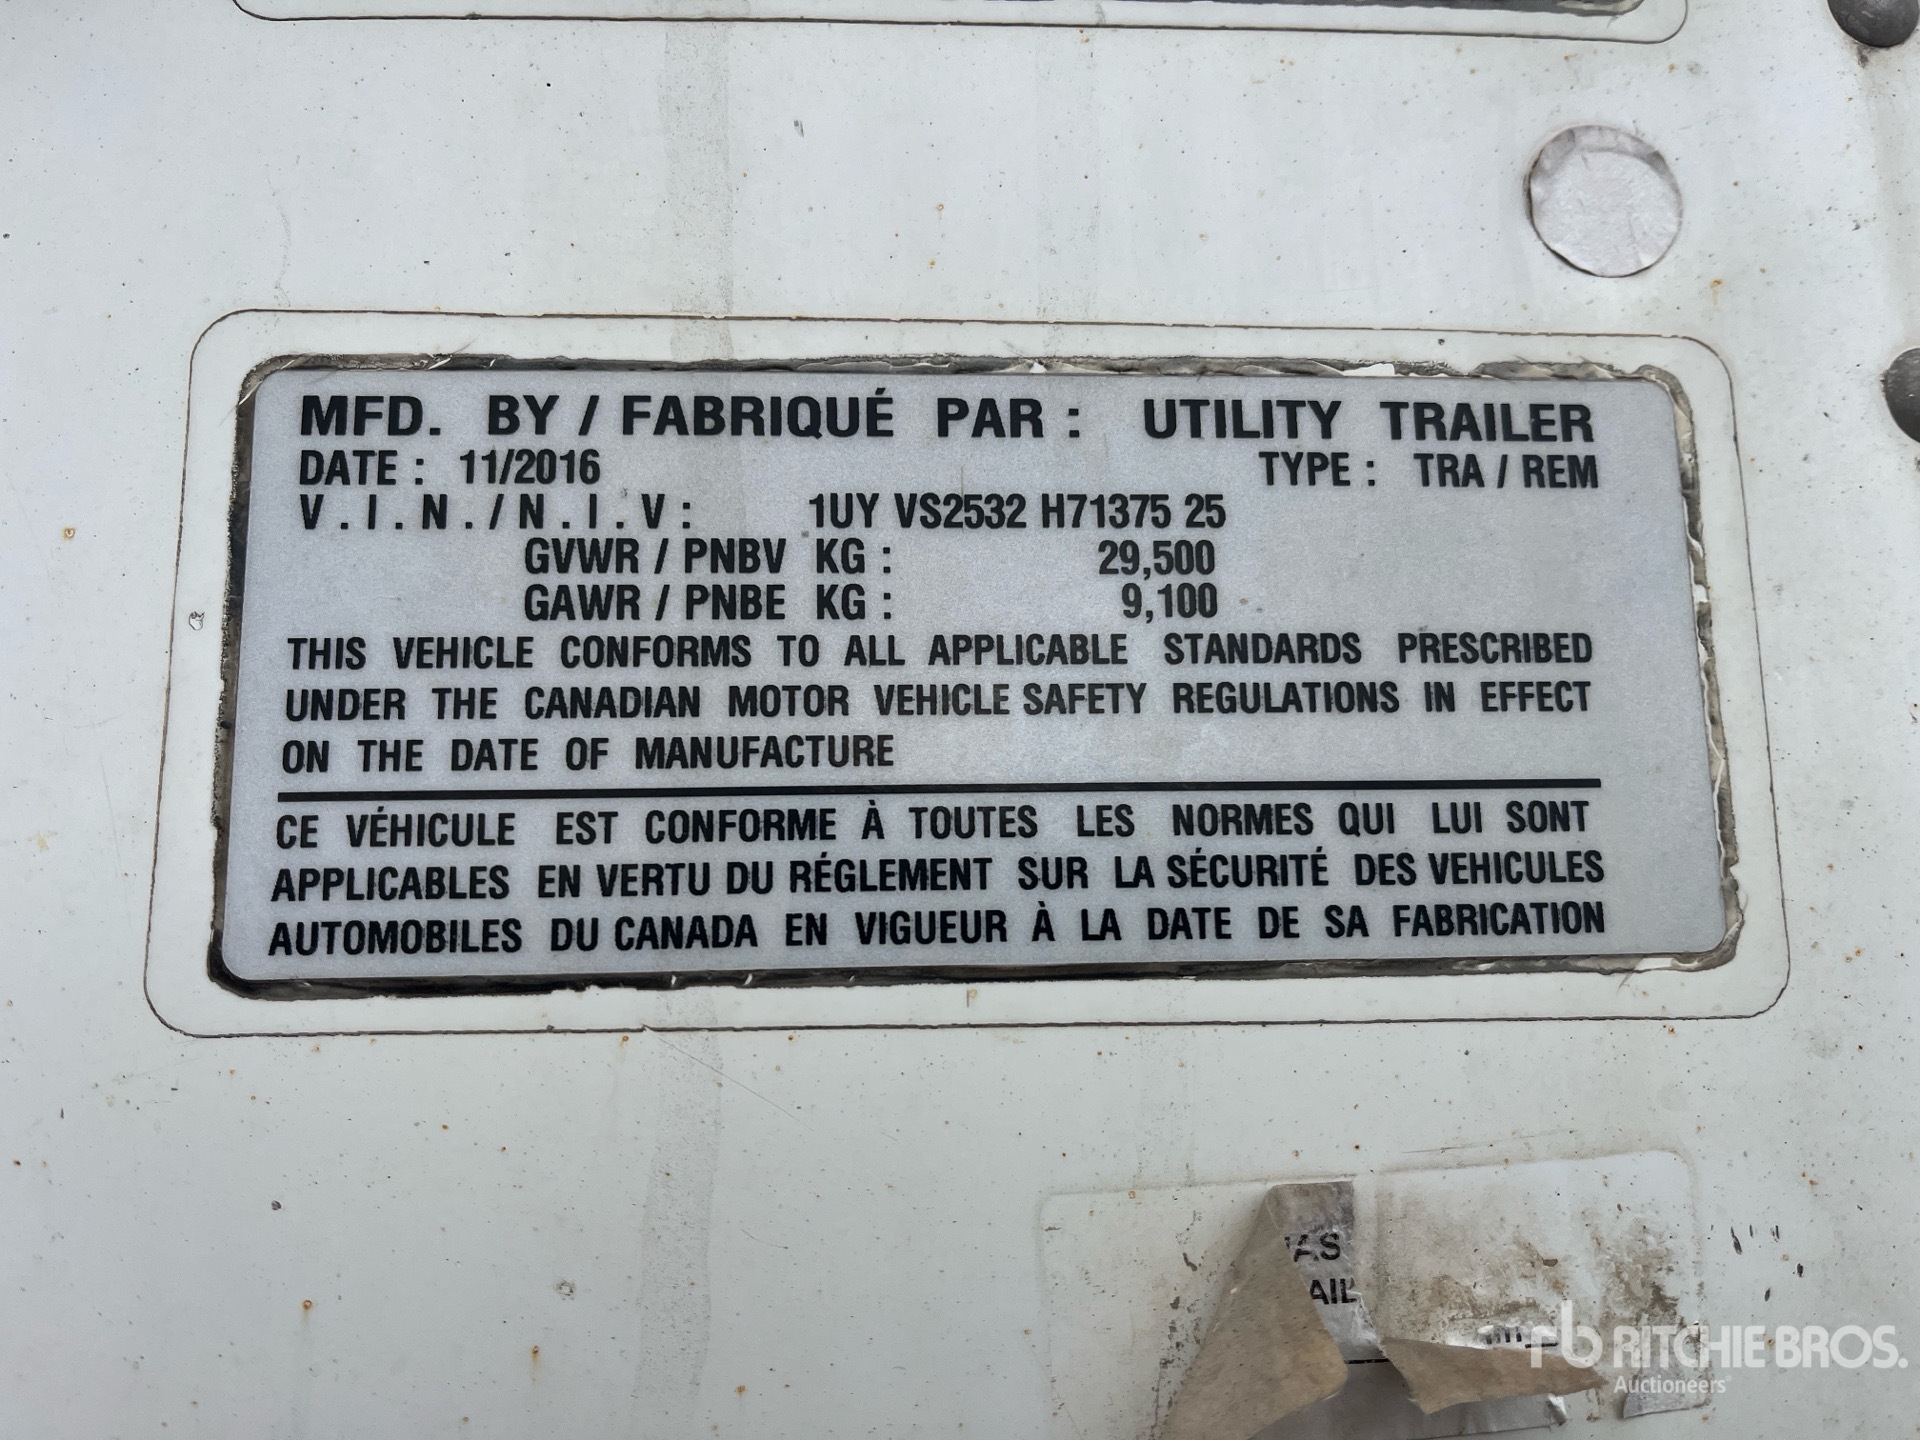 MFD. BY / FABRIQUÉ PAR : UTILITY TRAILER
DATE : 11/2016 TYPE : TRA / REM
V.I.N./N.I.V: 1UY VS2532 H71375 25
GVWR / PNBV KG : 29,500
GAWR / PNBE KG : 9,100
THIS VEHICLE CONFORMS TO ALL APPLICABLE STANDARDS PRESCRIBED
UNDER THE CANADIAN MOTOR VEHICLE SAFETY REGULATIONS IN EFFECT
ON THE DATE OF MANUFACTURE
CE VÉHICULE EST CONFORME À TOUTES LES NORMES QUI LUI SONT
APPLICABLES EN VERTU DU RÉGLEMENT SUR LA SÉCURITÉ DES VEHICULES
AUTOMOBILES DU CANADA EN VIGUEUR À LA DATE DE SA FABRICATION
AS
AIL
rb RITCHIE BROS.
Auctioneers